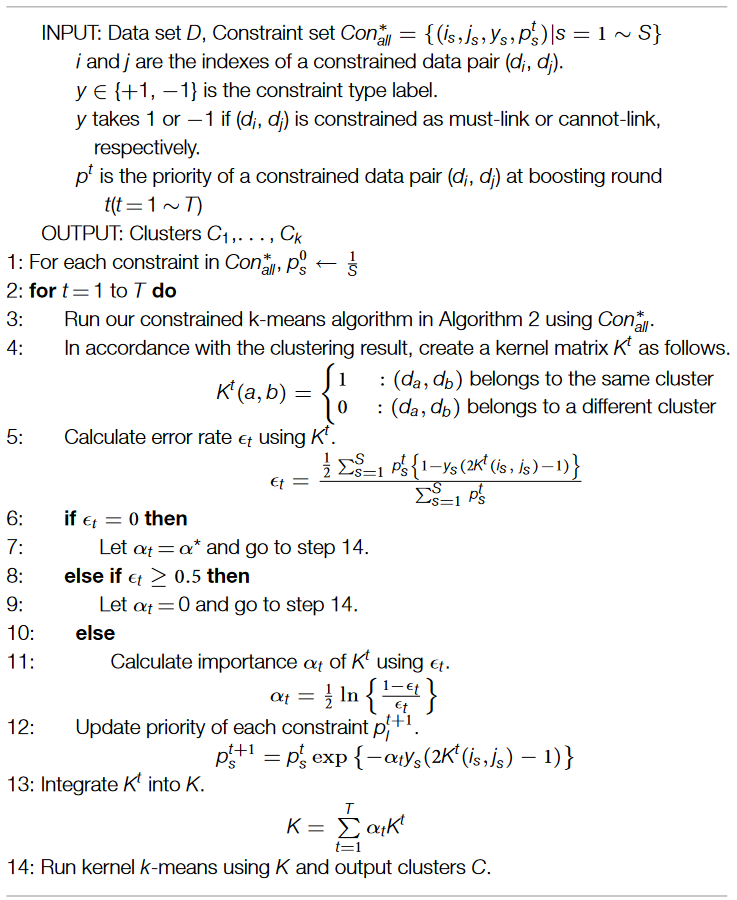 INPUT: Data set D, Constraint set Con*_all = {(i_s, j_s, y_s, p_s^t)|s = 1 ∼ S}
i and j are the indexes of a constrained data pair (d_i, d_j).
y ∈ {+1, −1} is the constraint type label.
y takes 1 or −1 if (d_i, d_j) is constrained as must-link or cannot-link,
respectively.
p^t is the priority of a constrained data pair (d_i, d_j) at boosting round
t(t = 1 ∼ T)
OUTPUT: Clusters C_1,. . . , C_k
1: For each constraint in Con*_all, p_s^0 ← 1/S
2: for t = 1 to T do
3: Run our constrained k-means algorithm in Algorithm 2 using Con*_all.
4: In accordance with the clustering result, create a kernel matrix K^t as follows.
K^t(a, b) = { 1 : (d_a, d_b) belongs to the same cluster
0 : (d_a, d_b) belongs to a different cluster
5: Calculate error rate ϵ_t using K^t.
ϵ_t = (1/2 ∑_{s=1}^S p_s^t{1−y_s(2K^t(i_s, j_s)−1)}) / (∑_{s=1}^S p_s^t)
6: if ϵ_t = 0 then
7: Let α_t = α* and go to step 14.
8: else if ϵ_t ≥ 0.5 then
9: Let α_t = 0 and go to step 14.
10: else
11: Calculate importance α_t of K^t using ϵ_t.
α_t = 1/2 ln {(1−ϵ_t)/ϵ_t}
12: Update priority of each constraint p_l^{t+1}.
p_s^{t+1} = p_s^t exp {−α_t y_s(2K^t(i_s, j_s) − 1)}
13: Integrate K^t into K.
K = ∑_{t=1}^T α_t K^t
14: Run kernel k-means using K and output clusters C.